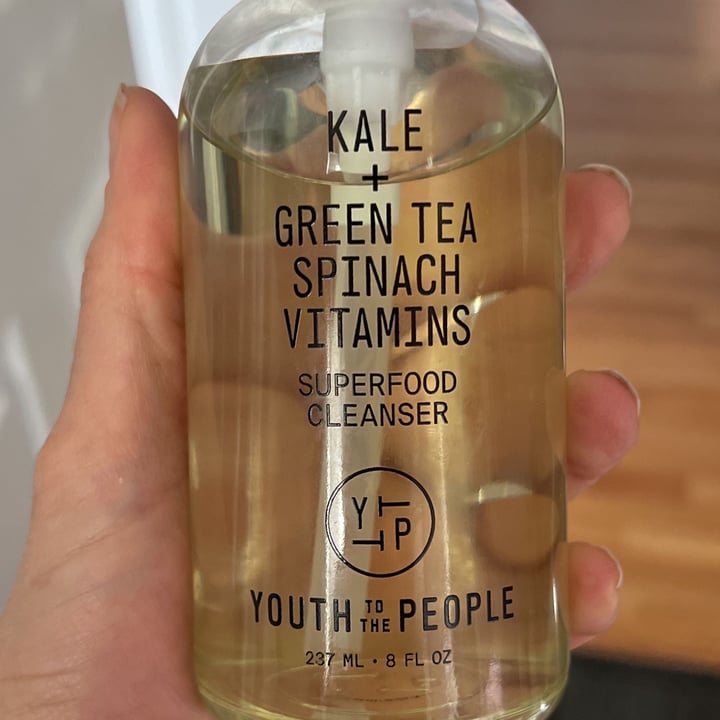 KALE
+
GREEN TEA
SPINACH
VITAMINS
SUPERFOOD
CLEANSER
YTTP
YOUTH TO THE PEOPLE
237 ML · 8 FL OZ